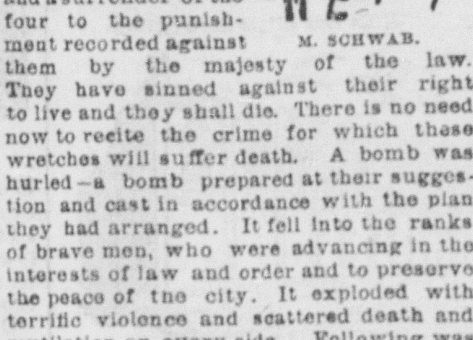 four to the punish-
ment recorded against
M. SCHWAB.
them by the majesty of the law.
They have sinned against their right
to live and they shall die. There is no need
now to recite the crime for which these
wretches will suffer death. A bomb was
hurled—a bomb prepared at their sugges-
tion and cast in accordance with the plan
they had arranged. It fell into the ranks
of brave men, who were advancing in the
interests of law and order and to preserve
the peace of the city. It exploded with
terrific violence and scattered death and